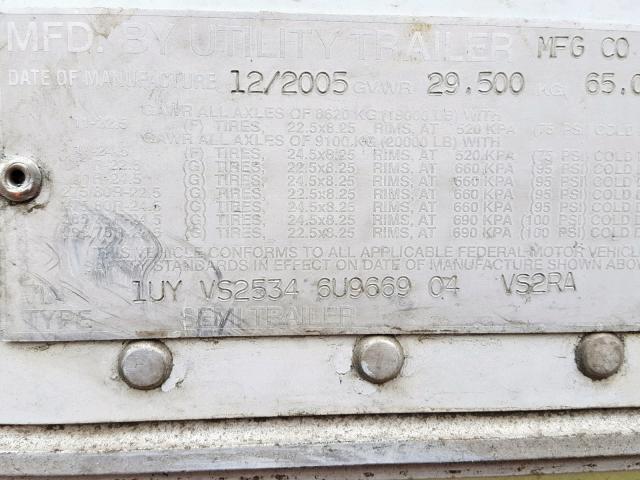 MFD. BY UTILITY TRAILER MFG CO
DATE OF MANUFACTURE 12/2005 GVWR 29.500 KG 65.0
GAWR ALL AXLES OF 8620 KG (19000 LB) WITH
(F) TIRES, 22.5x8.25 RIMS, AT 520 KPA (75 PSI) COLD
GAWR ALL AXLES OF 9100 KG (20000 LB) WITH
(F) TIRES, 24.5x8.25 RIMS, AT 520 KPA (75 PSI) COLD
(G) TIRES, 22.5x8.25 RIMS, AT 660 KPA (95 PSI) COLD
(G) TIRES, 24.5x8.25 RIMS, AT 660 KPA (95 PSI) COLD
(G) TIRES, 22.5x8.25 RIMS, AT 660 KPA (95 PSI) COLD
(G) TIRES, 24.5x8.25 RIMS, AT 660 KPA (95 PSI) COLD
(G) TIRES, 24.5x8.25 RIMS, AT 690 KPA (100 PSI) COLD
(G) TIRES, 22.5x8.25 RIMS, AT 690 KPA (100 PSI) COLD
VEHICLE CONFORMS TO ALL APPLICABLE FEDERAL MOTOR VEHICL
STANDARDS IN EFFECT ON DATE OF MANUFACTURE SHOWN ABOV
1UY VS2534 6U9669 04 VS2RA
TYPE SEMI TRAILER